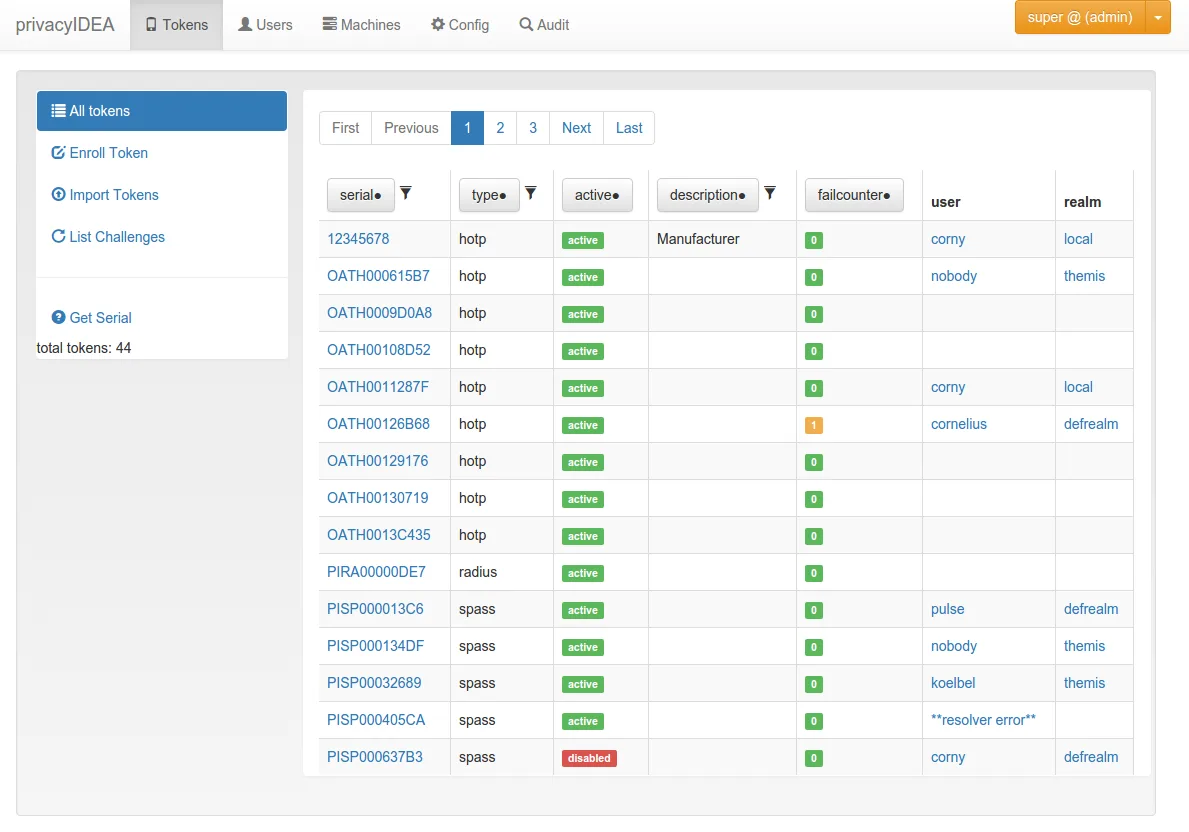 privacyIDEA Tokens Users Machines Config Audit super @ (admin)
All tokens
Enroll Token
Import Tokens
List Challenges
Get Serial
total tokens: 44
First Previous 1 2 3 Next Last
serial● type● active● description● failcounter● user realm
12345678 hotp active Manufacturer 0 corny local
OATH000615B7 hotp active 0 nobody themis
OATH0009D0A8 hotp active 0
OATH00108D52 hotp active 0
OATH0011287F hotp active 0 corny local
OATH00126B68 hotp active 1 cornelius defrealm
OATH00129176 hotp active 0
OATH00130719 hotp active 0
OATH0013C435 hotp active 0
PIRA00000DE7 radius active 0
PISP000013C6 spass active 0 pulse defrealm
PISP000134DF spass active 0 nobody themis
PISP00032689 spass active 0 koelbel themis
PISP000405CA spass active 0 **resolver error**
PISP000637B3 spass disabled 0 corny defrealm